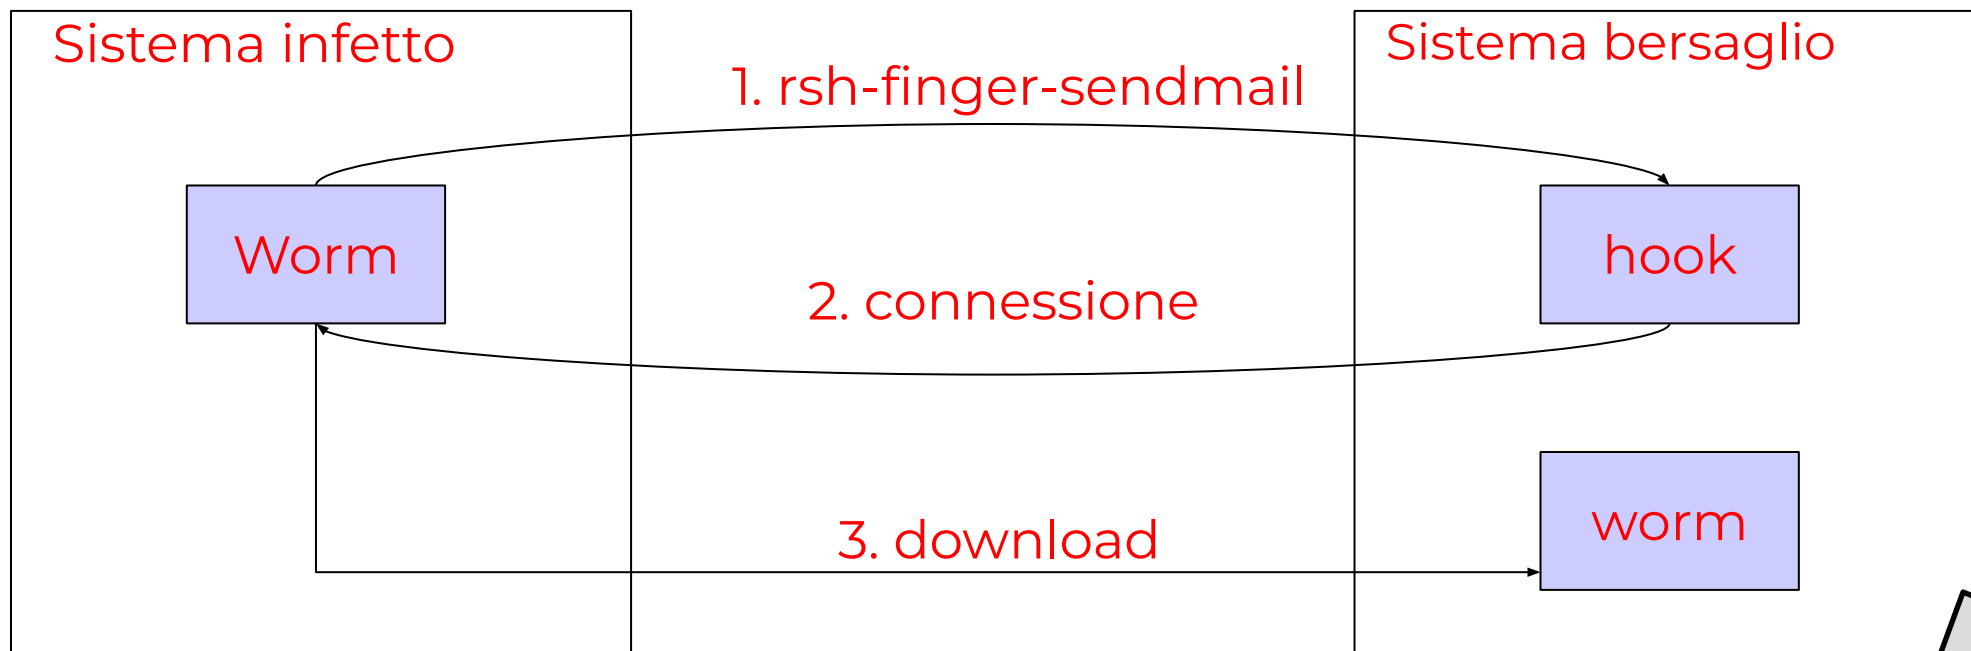 Sistema infetto
Sistema bersaglio
1. rsh-finger-sendmail
Worm
hook
2. connessione
3. download
worm